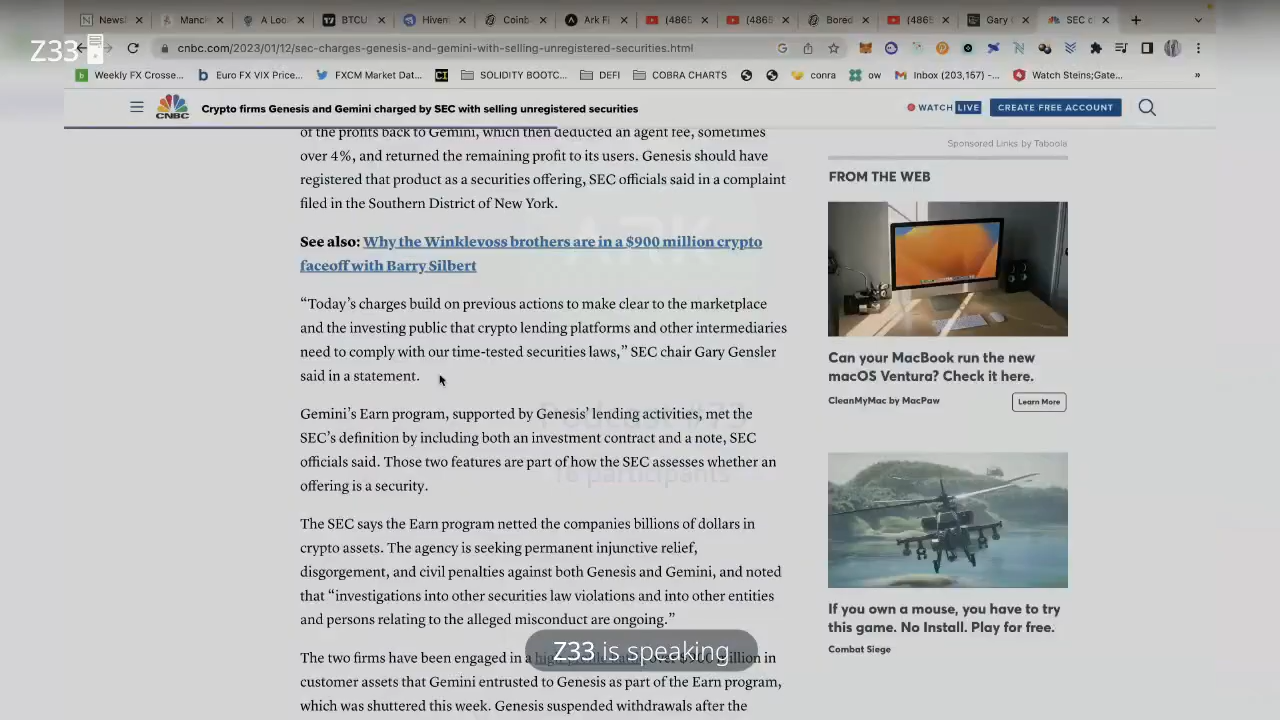 Newsl
Manch
A Loo
BTCU
Hivem
Coinb
Ark Fi
(4865
(4865
Bored
(4865
Gary G
SEC c
Z33
cnbc.com/2023/01/12/sec-charges-genesis-and-gemini-with-selling-unregistered-securities.html
Weekly FX Crosse...
Euro FX VIX Price...
FXCM Market Dat...
SOLIDITY BOOTC...
DEFI
COBRA CHARTS
conra
ow
Inbox (203,157) -...
Watch Steins;Gate...
CNBC
Crypto firms Genesis and Gemini charged by SEC with selling unregistered securities
WATCH LIVE
CREATE FREE ACCOUNT
of the profits back to Gemini, which then deducted an agent fee, sometimes
over 4%, and returned the remaining profit to its users. Genesis should have
registered that product as a securities offering, SEC officials said in a complaint
filed in the Southern District of New York.
See also: Why the Winklevoss brothers are in a $900 million crypto
faceoff with Barry Silbert
“Today’s charges build on previous actions to make clear to the marketplace
and the investing public that crypto lending platforms and other intermediaries
need to comply with our time-tested securities laws,” SEC chair Gary Gensler
said in a statement.
Gemini’s Earn program, supported by Genesis’ lending activities, met the
SEC’s definition by including both an investment contract and a note, SEC
officials said. Those two features are part of how the SEC assesses whether an
offering is a security.
The SEC says the Earn program netted the companies billions of dollars in
crypto assets. The agency is seeking permanent injunctive relief,
disgorgement, and civil penalties against both Genesis and Gemini, and noted
that “investigations into other securities law violations and into other entities
and persons relating to the alleged misconduct are ongoing.”
The two firms have been engaged in a
customer assets that Gemini entrusted to Genesis as part of the Earn program,
which was shuttered this week. Genesis suspended withdrawals after the
Z33 is speaking
Sponsored Links by Taboola
FROM THE WEB
Can your MacBook run the new
macOS Ventura? Check it here.
CleanMyMac by MacPaw
Learn More
If you own a mouse, you have to try
this game. No Install. Play for free.
Combat Siege
participants